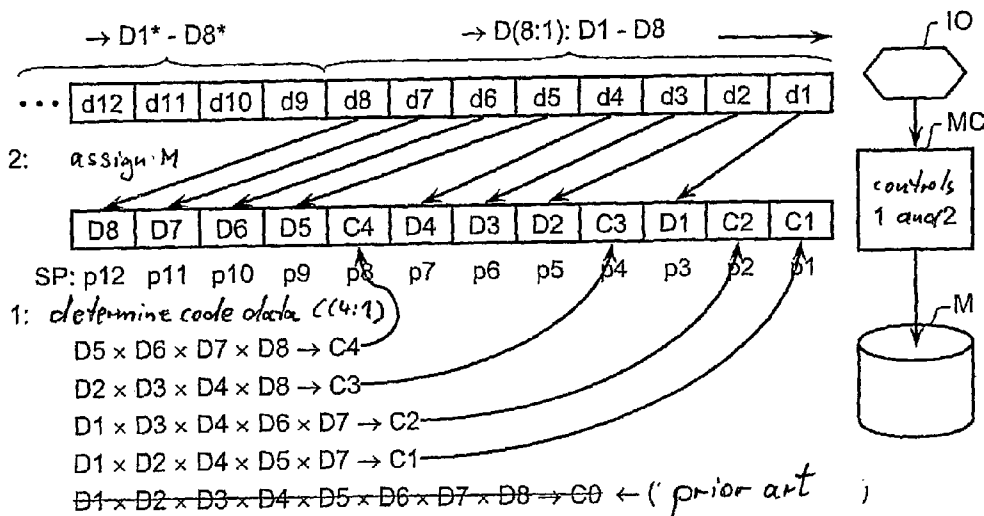 → D1* - D8* → D(8:1): D1 - D8 IO
••• d12 d11 d10 d9 d8 d7 d6 d5 d4 d3 d2 d1
MC
2: assign M
controls
1 and 2
D8 D7 D6 D5 C4 D4 D3 D2 C3 D1 C2 C1
SP: p12 p11 p10 p9 p8 p7 p6 p5 p4 p3 p2 p1
1: determine code data C(4:1)
M
D5 × D6 × D7 × D8 → C4
D2 × D3 × D4 × D8 → C3
D1 × D3 × D4 × D6 × D7 → C2
D1 × D2 × D4 × D5 × D7 → C1
D1 × D2 × D3 × D4 × D5 × D6 × D7 × D8 → C0 ← ( prior art )